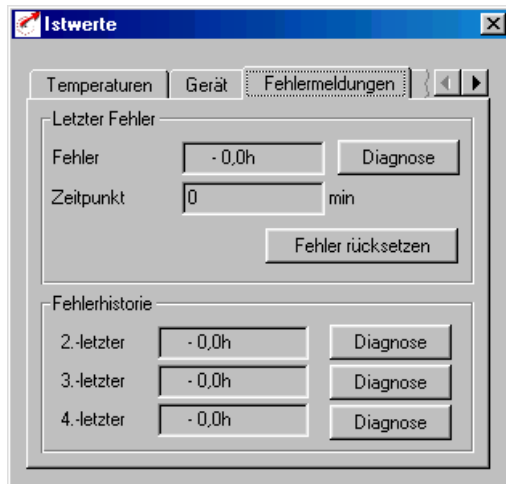 Istwerte
Temperaturen Gerät Fehlermeldungen
Letzter Fehler
Fehler - 0,0h Diagnose
Zeitpunkt 0 min
Fehler rücksetzen
Fehlerhistorie
2.-letzter - 0,0h Diagnose
3.-letzter - 0,0h Diagnose
4.-letzter - 0,0h Diagnose